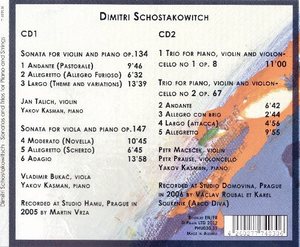 Dimitri Schostakowitch
CD1
Sonata for violin and piano op.134
1 Andante (Pastorale) 9'46
2 Allegretto (Allegro furioso) 6'32
3 Largo (Theme and variations) 13'39
Jan Talich, violin
Yakov Kasman, piano
Sonata for viola and piano op.147
4 Moderato (Novella) 10'05
5 Allegretto (Scherzo) 6'45
6 Adagio 13'58
Vladimir Bukač, viola
Yakov Kasman, piano
Recorded at Studio Hamu, Prague in
2005 by Martin Vrza
CD2
1 Trio for piano, violin and violon-
cello no 1 op. 8 11'00
Trio for piano, violin and violon-
cello no 2 op. 67
2 Andante 6'42
3 Allegro con brio 2'44
4 Largo (attacca) 4'56
5 Allegretto 9'55
Petr Maceček, violin
Petr Prause, violoncello
Yakov Kasman, piano
Recorded at Studio Domovina, Prague
in 2006 by Václav Roubal et Karel
Soukeník (Arco Diva)